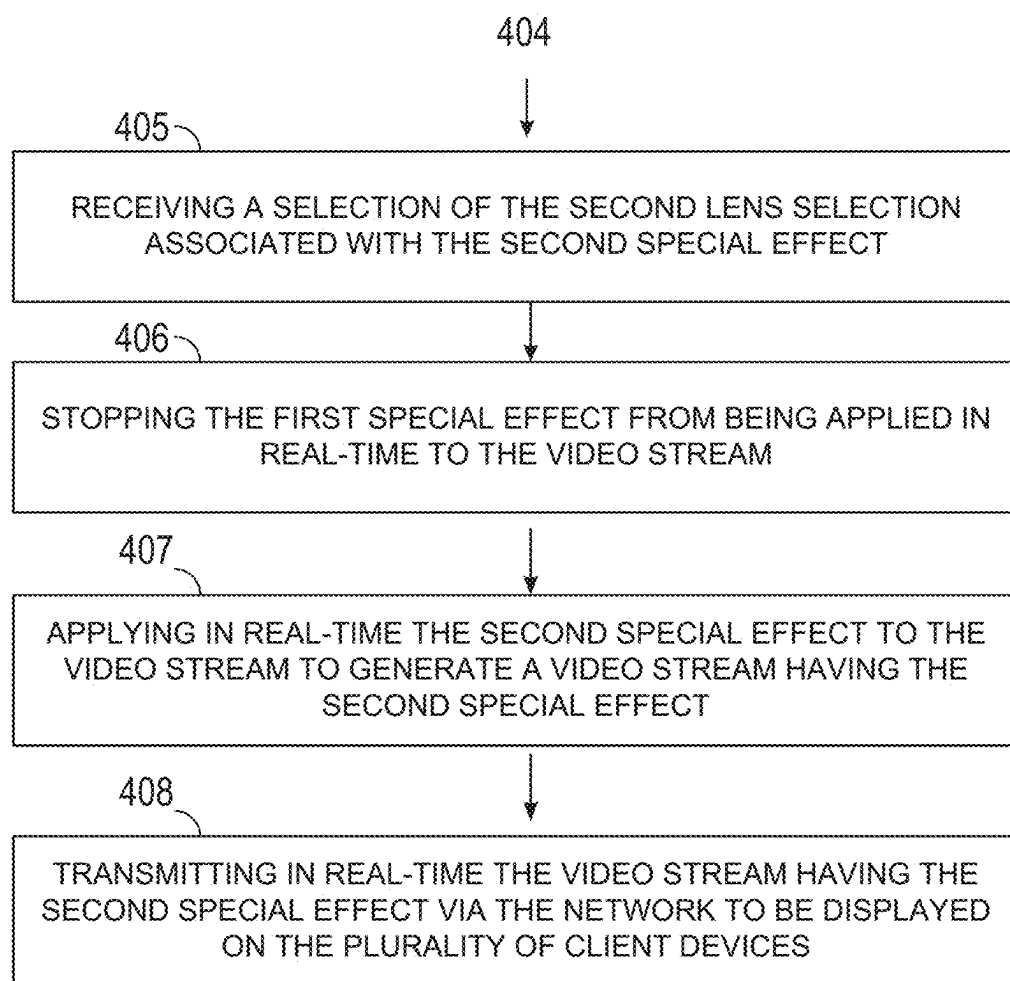 404
405
RECEIVING A SELECTION OF THE SECOND LENS SELECTION
ASSOCIATED WITH THE SECOND SPECIAL EFFECT
406
STOPPING THE FIRST SPECIAL EFFECT FROM BEING APPLIED IN
REAL-TIME TO THE VIDEO STREAM
407
APPLYING IN REAL-TIME THE SECOND SPECIAL EFFECT TO THE
VIDEO STREAM TO GENERATE A VIDEO STREAM HAVING THE
SECOND SPECIAL EFFECT
408
TRANSMITTING IN REAL-TIME THE VIDEO STREAM HAVING THE
SECOND SPECIAL EFFECT VIA THE NETWORK TO BE DISPLAYED
ON THE PLURALITY OF CLIENT DEVICES